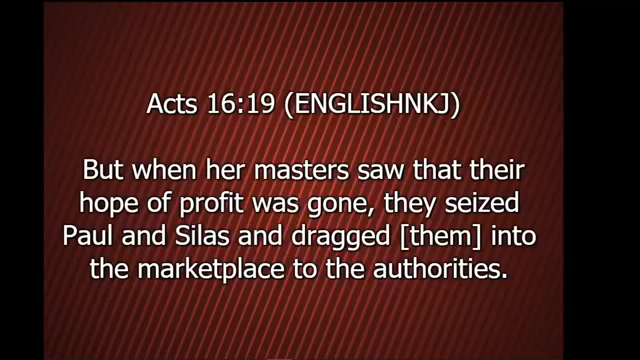 Acts 16:19 (ENGLISHNKJ)
But when her masters saw that their
hope of profit was gone, they seized
Paul and Silas and dragged [them] into
the marketplace to the authorities.